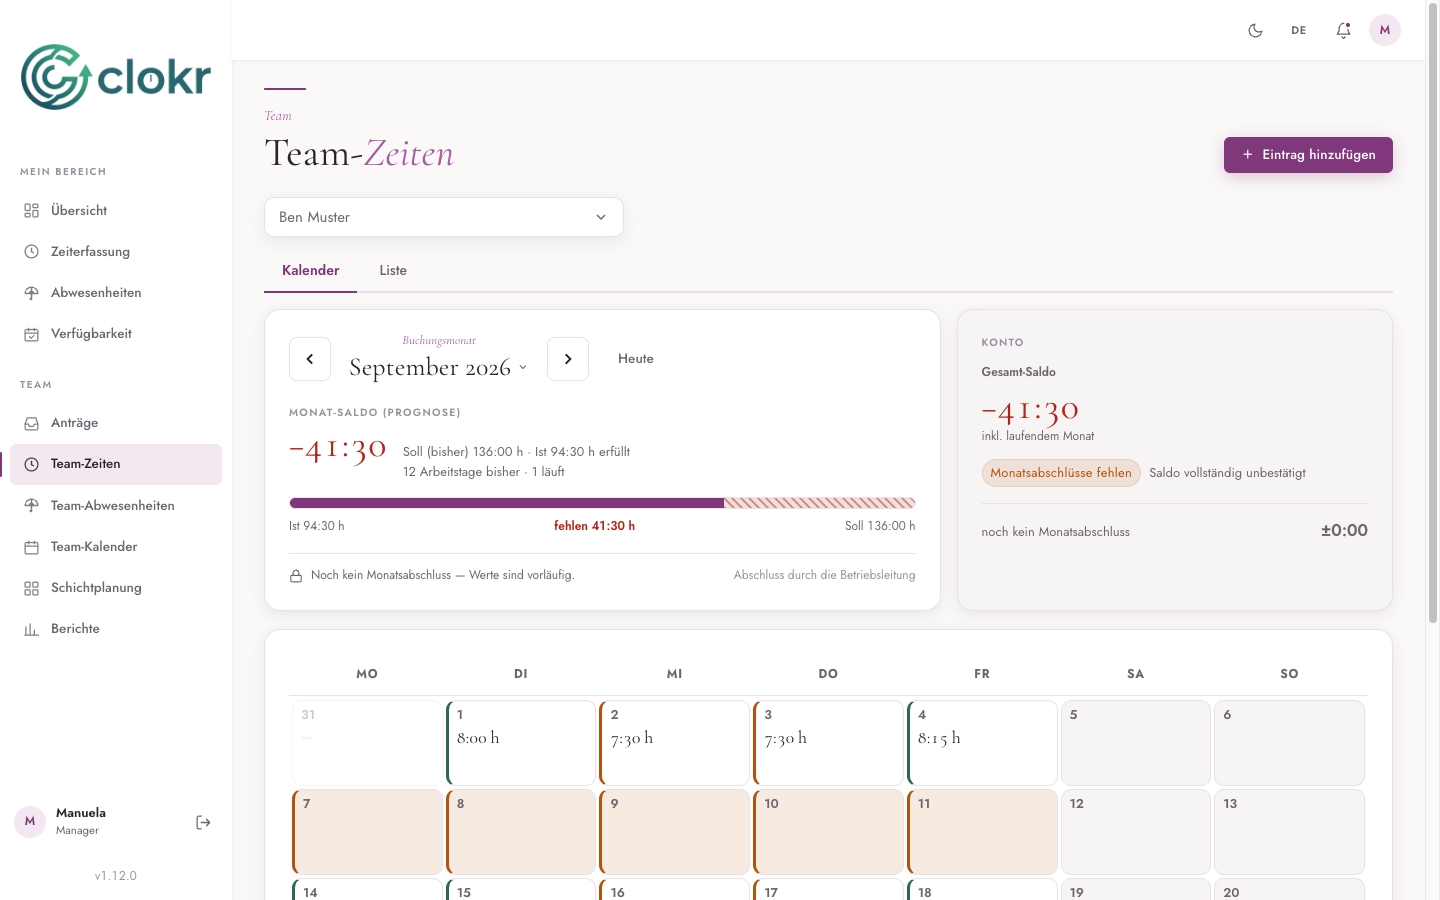 clokr
DE
M
MEIN BEREICH
Übersicht
Zeiterfassung
Abwesenheiten
Verfügbarkeit
TEAM
Anträge
Team-Zeiten
Team-Abwesenheiten
Team-Kalender
Schichtplanung
Berichte
M
Manuela
Manager
v1.12.0
Team
Team-Zeiten
+ Eintrag hinzufügen
Ben Muster
Kalender
Liste
Buchungsmonat
September 2026
Heute
MONAT-SALDO (PROGNOSE)
−41:30
Soll (bisher) 136:00 h · Ist 94:30 h erfüllt
12 Arbeitstage bisher · 1 läuft
Ist 94:30 h
fehlen 41:30 h
Soll 136:00 h
Noch kein Monatsabschluss — Werte sind vorläufig.
Abschluss durch die Betriebsleitung
KONTO
Gesamt-Saldo
−41:30
inkl. laufendem Monat
Monatsabschlüsse fehlen
Saldo vollständig unbestätigt
noch kein Monatsabschluss
±0:00
MO DI MI DO FR SA SO
31 1 2 3 4 5 6
— 8:00 h 7:30 h 7:30 h 8:15 h
7 8 9 10 11 12 13
14 15 16 17 18 19 20